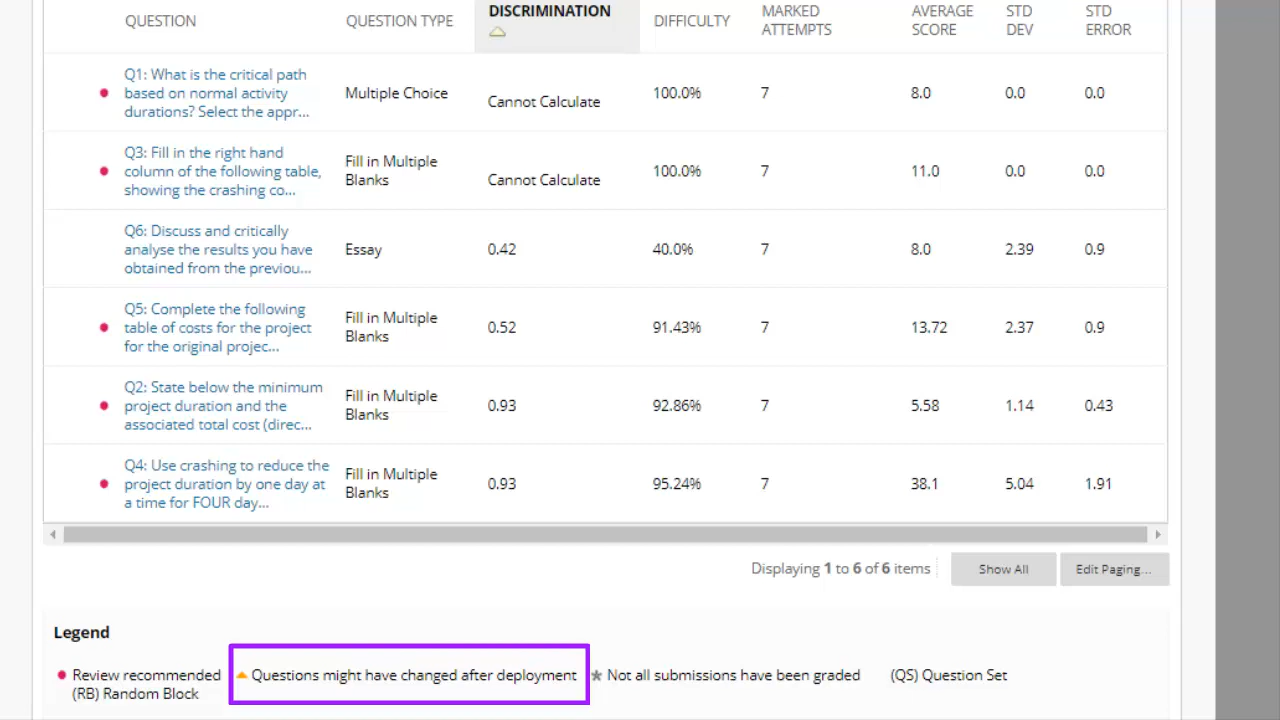 QUESTION QUESTION TYPE DISCRIMINATION DIFFICULTY MARKED ATTEMPTS AVERAGE SCORE STD DEV STD ERROR
Q1: What is the critical path
based on normal activity
durations? Select the appr...
Multiple Choice
Cannot Calculate
100.0%
7
8.0
0.0
0.0
Q3: Fill in the right hand
column of the following table,
showing the crashing co...
Fill in Multiple
Blanks
Cannot Calculate
100.0%
7
11.0
0.0
0.0
Q6: Discuss and critically
analyse the results you have
obtained from the previou...
Essay
0.42
40.0%
7
8.0
2.39
0.9
Q5: Complete the following
table of costs for the project
for the original projec...
Fill in Multiple
Blanks
0.52
91.43%
7
13.72
2.37
0.9
Q2: State below the minimum
project duration and the
associated total cost (direc...
Fill in Multiple
Blanks
0.93
92.86%
7
5.58
1.14
0.43
Q4: Use crashing to reduce the
project duration by one day at
a time for FOUR day...
Fill in Multiple
Blanks
0.93
95.24%
7
38.1
5.04
1.91
Displaying 1 to 6 of 6 items
Show All
Edit Paging...
Legend
Review recommended
Questions might have changed after deployment
Not all submissions have been graded
(QS) Question Set
(RB) Random Block